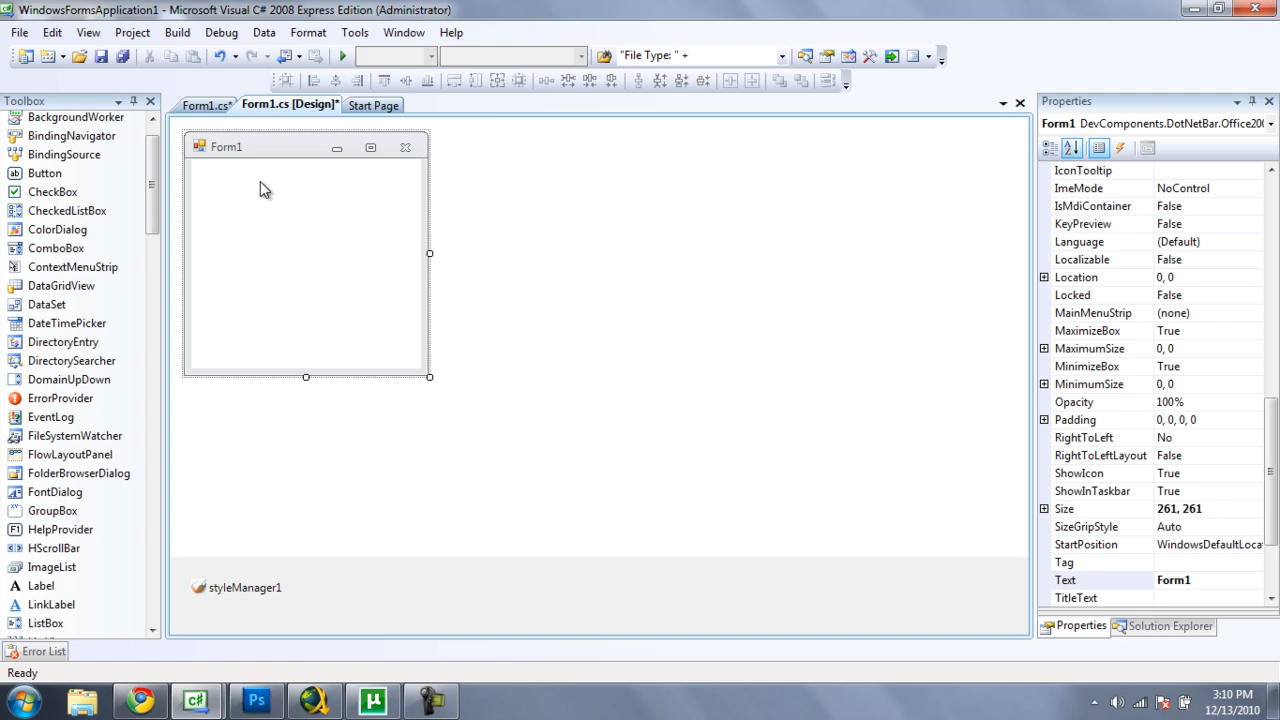 WindowsFormsApplication1 - Microsoft Visual C# 2008 Express Edition (Administrator)
File Edit View Project Build Debug Data Format Tools Window Help
"File Type: " +
Toolbox
BackgroundWorker
BindingNavigator
BindingSource
Button
CheckBox
CheckedListBox
ColorDialog
ComboBox
ContextMenuStrip
DataGridView
DataSet
DateTimePicker
DirectoryEntry
DirectorySearcher
DomainUpDown
ErrorProvider
EventLog
FileSystemWatcher
FlowLayoutPanel
FolderBrowserDialog
FontDialog
GroupBox
HelpProvider
HScrollBar
ImageList
Label
LinkLabel
ListBox
Form1.cs* Form1.cs [Design]* Start Page
Form1
styleManager1
Properties
Form1 DevComponents.DotNetBar.Office200
IconTooltip
ImeMode NoControl
IsMdiContainer False
KeyPreview False
Language (Default)
Localizable False
Location 0, 0
Locked False
MainMenuStrip (none)
MaximizeBox True
MaximumSize 0, 0
MinimizeBox True
MinimumSize 0, 0
Opacity 100%
Padding 0, 0, 0, 0
RightToLeft No
RightToLeftLayout False
ShowIcon True
ShowInTaskbar True
Size 261, 261
SizeGripStyle Auto
StartPosition WindowsDefaultLoca
Tag
Text Form1
TitleText
Properties Solution Explorer
Error List
Ready
Ps
3:10 PM
12/13/2010